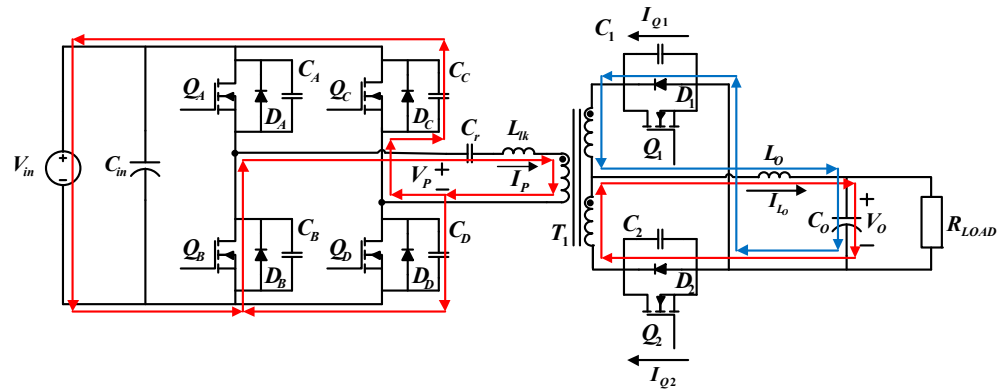 C1 IQ1
CA CC
QA QC
DA DC D1
Q1
Cr Llk
Vin + − Cin
VP + − IP
LO
ILO
T1
CB CD C2 CO + VO − RLOAD
QB QD
DB DD D2
Q2
IQ2